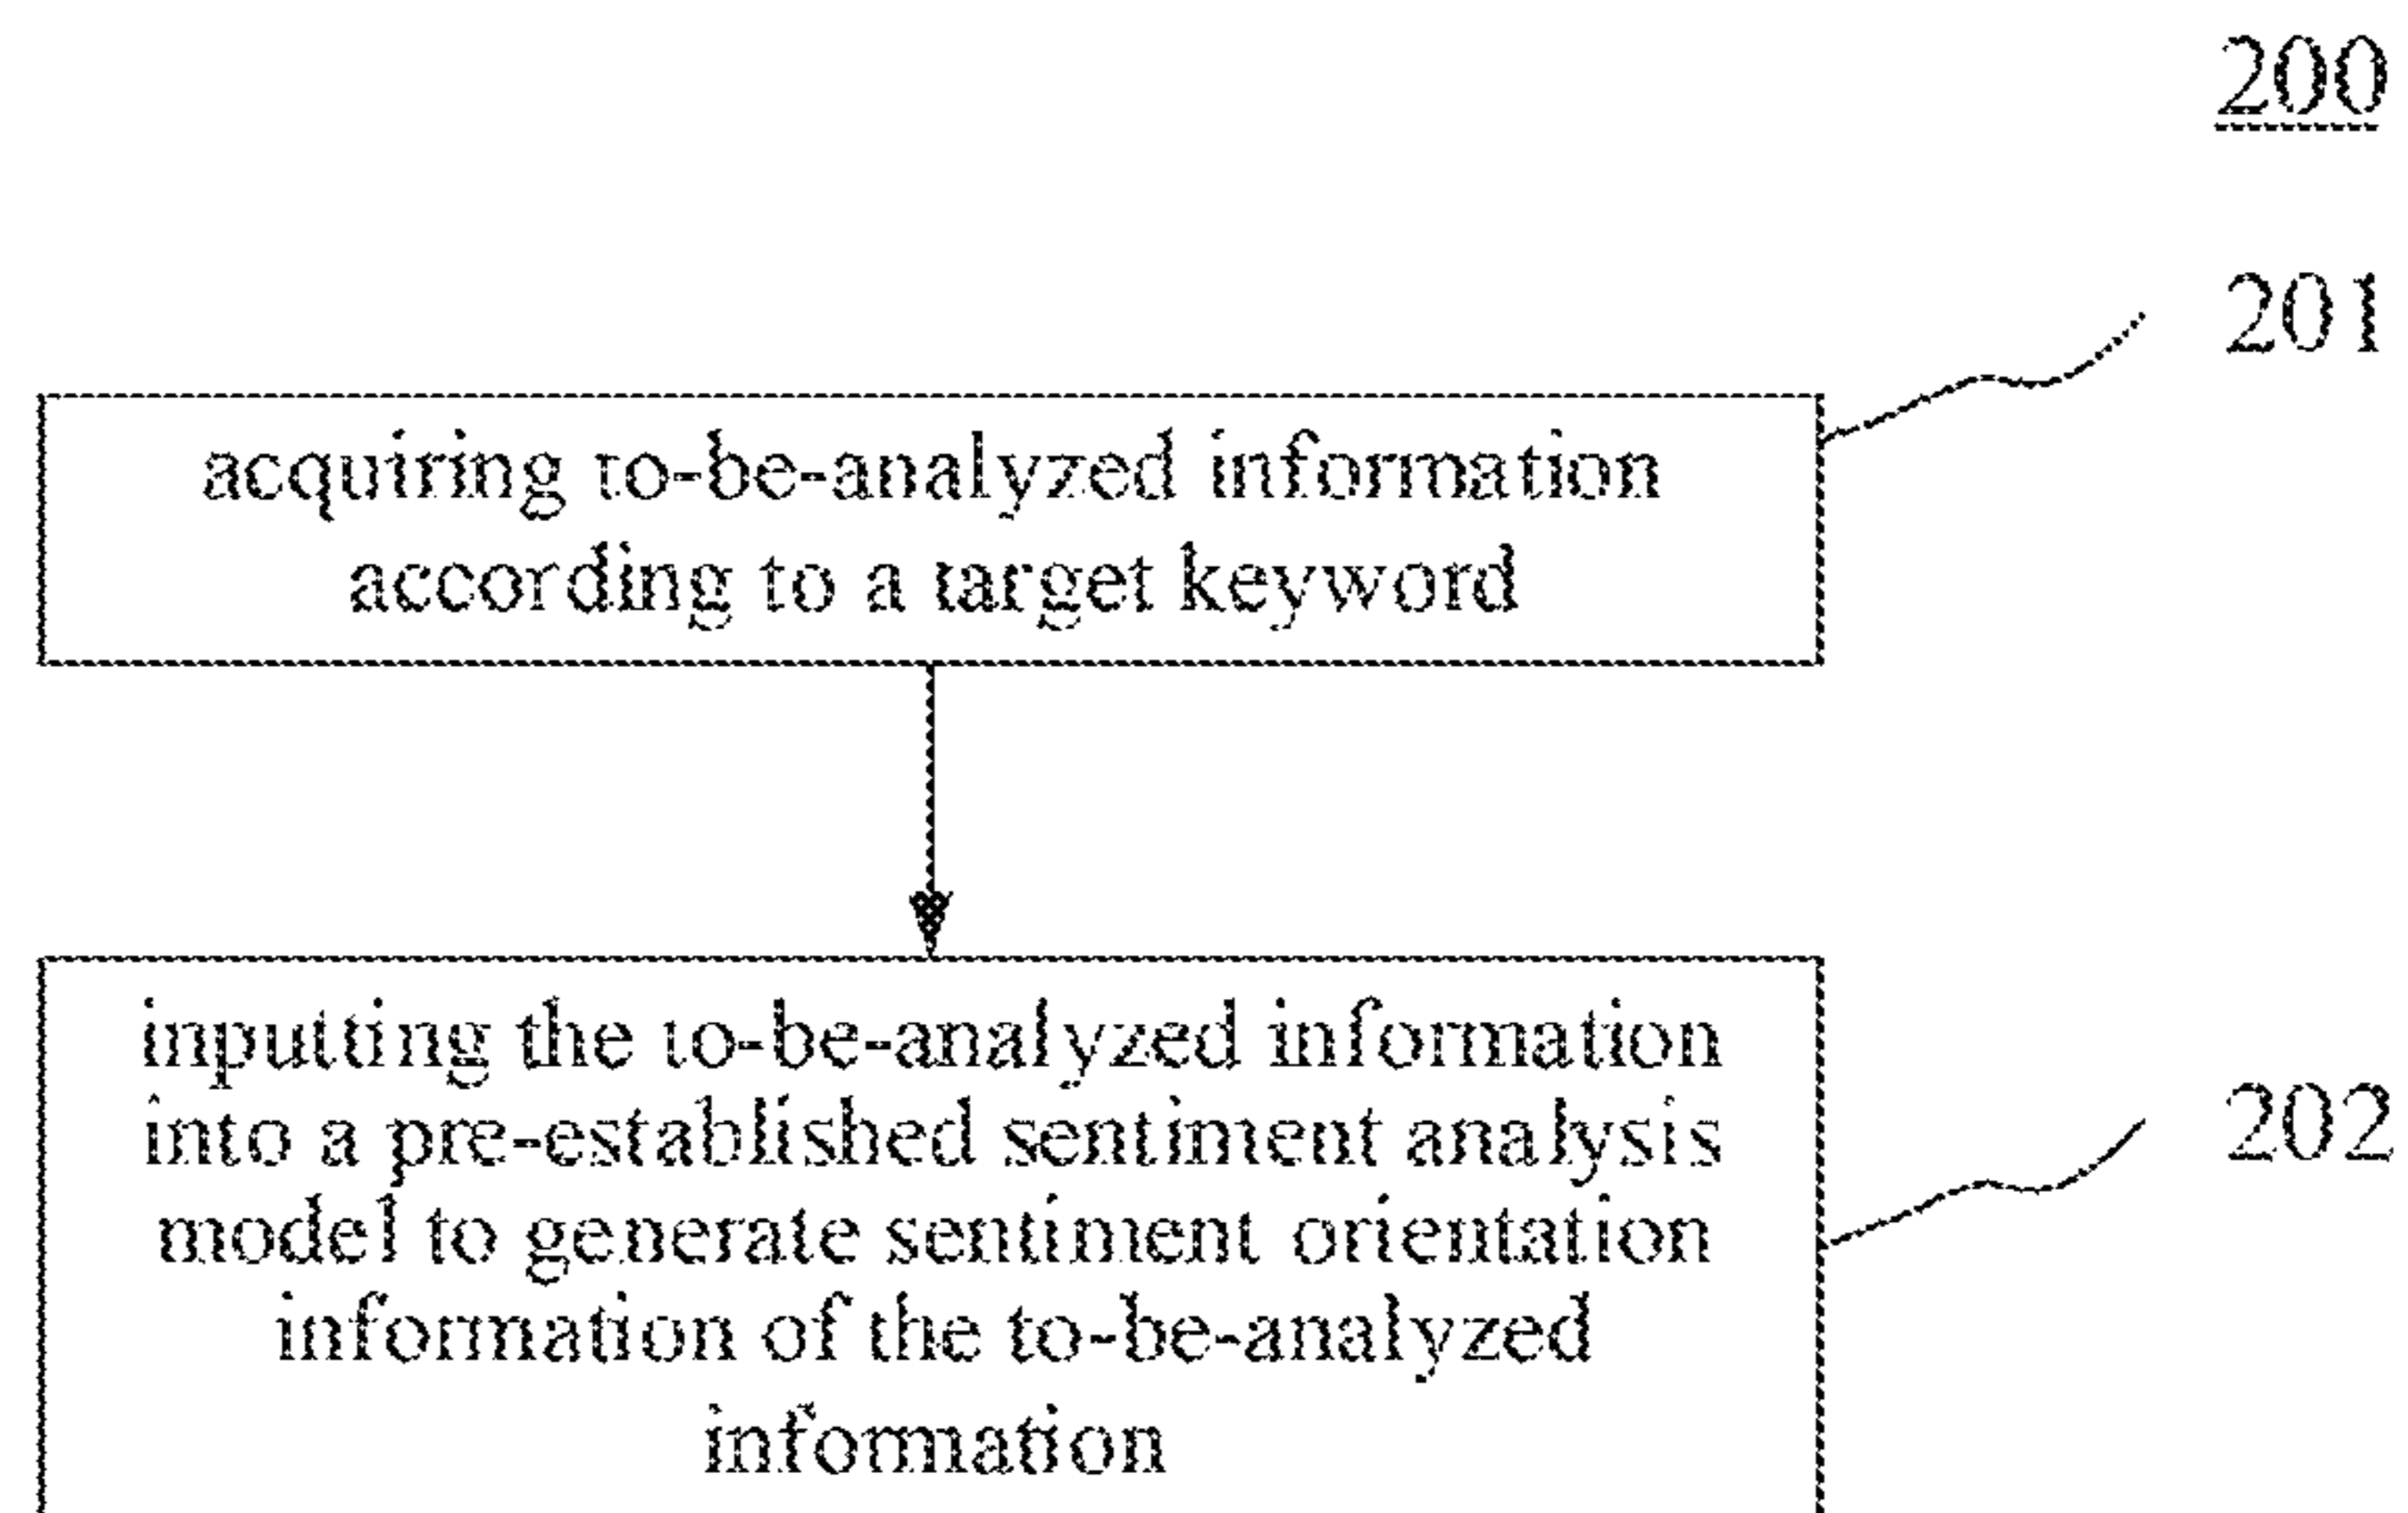 200
201
acquiring to-be-analyzed information
according to a target keyword
inputting the to-be-analyzed information
into a pre-established sentiment analysis
model to generate sentiment orientation
information of the to-be-analyzed
information
202